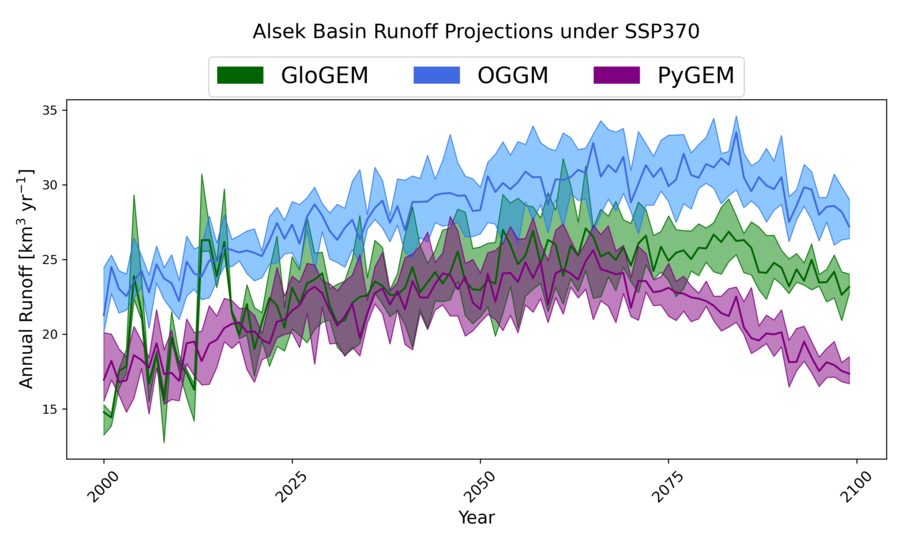 Alsek Basin Runoff Projections under SSP370
GloGEM OGGM PyGEM
35
30
25
20
15
Annual Runoff [km³ yr⁻¹]
2000 2025 2050 2075 2100
Year